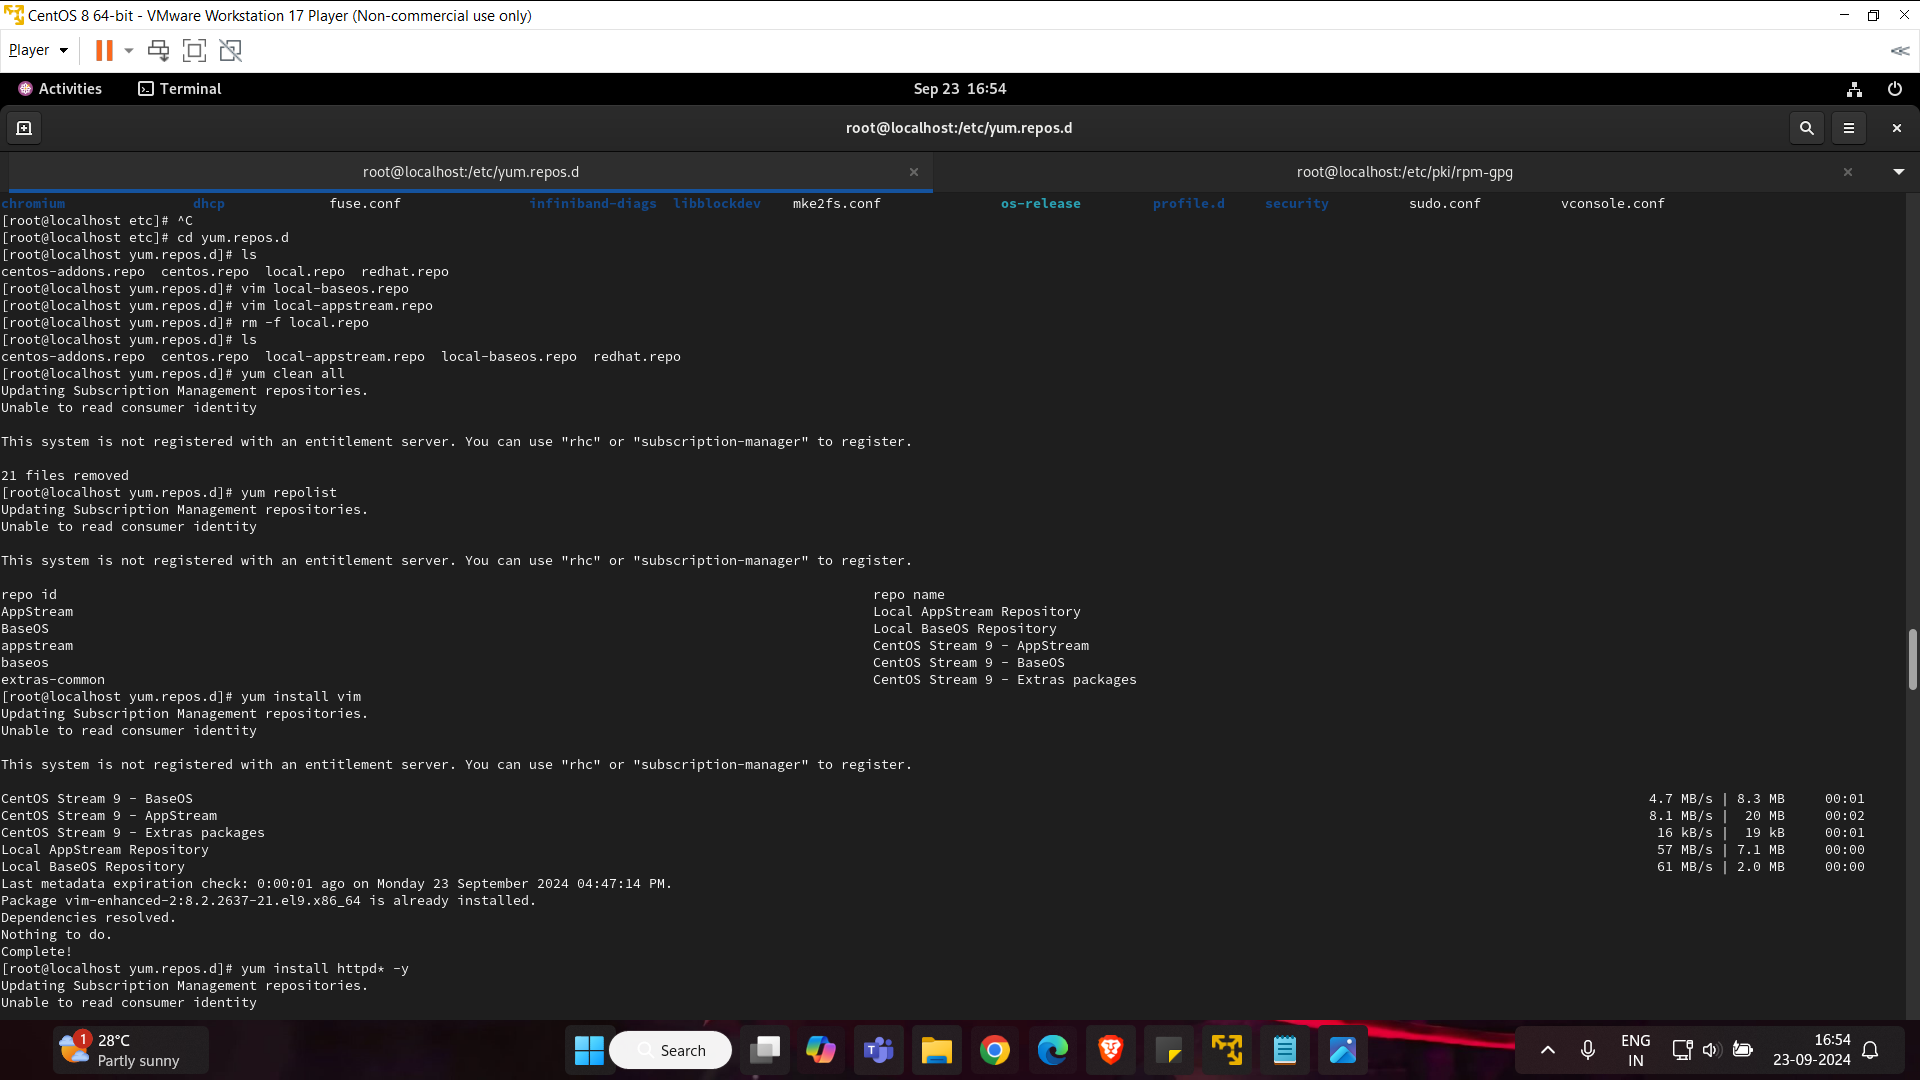 CentOS 8 64-bit - VMware Workstation 17 Player (Non-commercial use only)
Player
Activities Terminal Sep 23 16:54
root@localhost:/etc/yum.repos.d
root@localhost:/etc/yum.repos.d root@localhost:/etc/pki/rpm-gpg
chromium dhcp fuse.conf infiniband-diags libblockdev mke2fs.conf os-release profile.d security sudo.conf vconsole.conf
[root@localhost etc]# ^C
[root@localhost etc]# cd yum.repos.d
[root@localhost yum.repos.d]# ls
centos-addons.repo centos.repo local.repo redhat.repo
[root@localhost yum.repos.d]# vim local-baseos.repo
[root@localhost yum.repos.d]# vim local-appstream.repo
[root@localhost yum.repos.d]# rm -f local.repo
[root@localhost yum.repos.d]# ls
centos-addons.repo centos.repo local-appstream.repo local-baseos.repo redhat.repo
[root@localhost yum.repos.d]# yum clean all
Updating Subscription Management repositories.
Unable to read consumer identity
This system is not registered with an entitlement server. You can use "rhc" or "subscription-manager" to register.
21 files removed
[root@localhost yum.repos.d]# yum repolist
Updating Subscription Management repositories.
Unable to read consumer identity
This system is not registered with an entitlement server. You can use "rhc" or "subscription-manager" to register.
repo id repo name
AppStream Local AppStream Repository
BaseOS Local BaseOS Repository
appstream CentOS Stream 9 - AppStream
baseos CentOS Stream 9 - BaseOS
extras-common CentOS Stream 9 - Extras packages
[root@localhost yum.repos.d]# yum install vim
Updating Subscription Management repositories.
Unable to read consumer identity
This system is not registered with an entitlement server. You can use "rhc" or "subscription-manager" to register.
CentOS Stream 9 - BaseOS 4.7 MB/s | 8.3 MB 00:01
CentOS Stream 9 - AppStream 8.1 MB/s | 20 MB 00:02
CentOS Stream 9 - Extras packages 16 kB/s | 19 kB 00:01
Local AppStream Repository 57 MB/s | 7.1 MB 00:00
Local BaseOS Repository 61 MB/s | 2.0 MB 00:00
Last metadata expiration check: 0:00:01 ago on Monday 23 September 2024 04:47:14 PM.
Package vim-enhanced-2:8.2.2637-21.el9.x86_64 is already installed.
Dependencies resolved.
Nothing to do.
Complete!
[root@localhost yum.repos.d]# yum install httpd* -y
Updating Subscription Management repositories.
Unable to read consumer identity
1
28°C
Partly sunny
Search
ENG
IN
16:54
23-09-2024